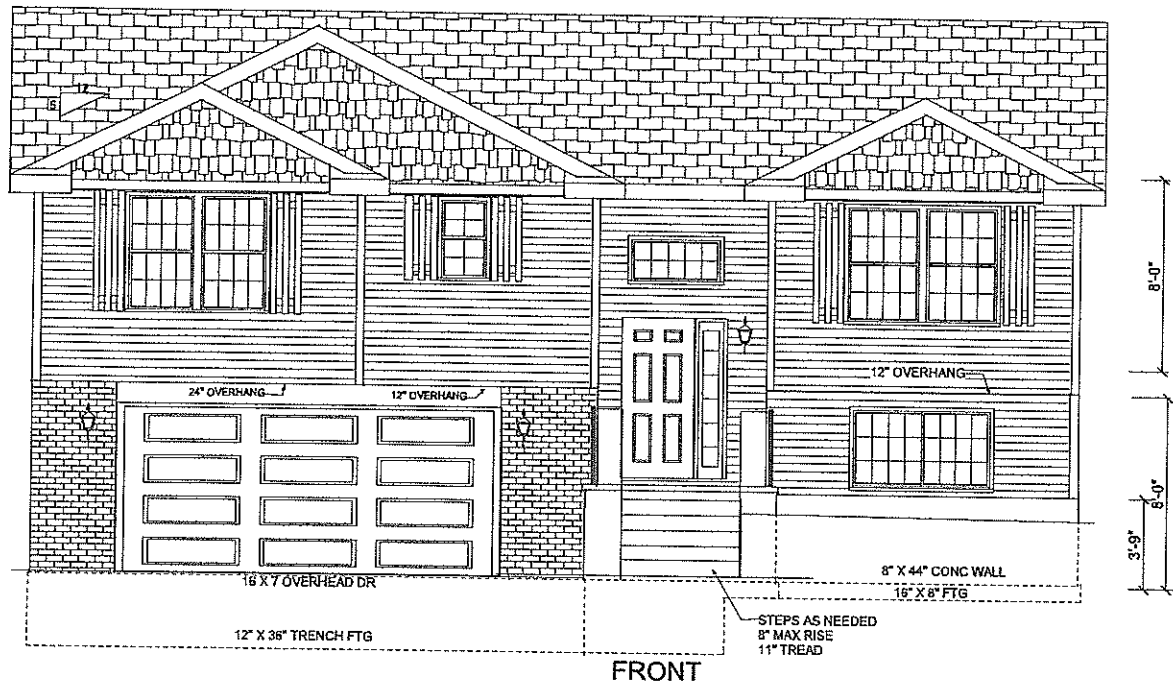 12
6
8'-0"
24" OVERHANG
12" OVERHANG
12" OVERHANG
8'-0"
3'-9"
16 X 7 OVERHEAD DR
8" X 44" CONC WALL
16" X 8" FTG
12" X 36" TRENCH FTG
STEPS AS NEEDED
8" MAX RISE
11" TREAD
FRONT